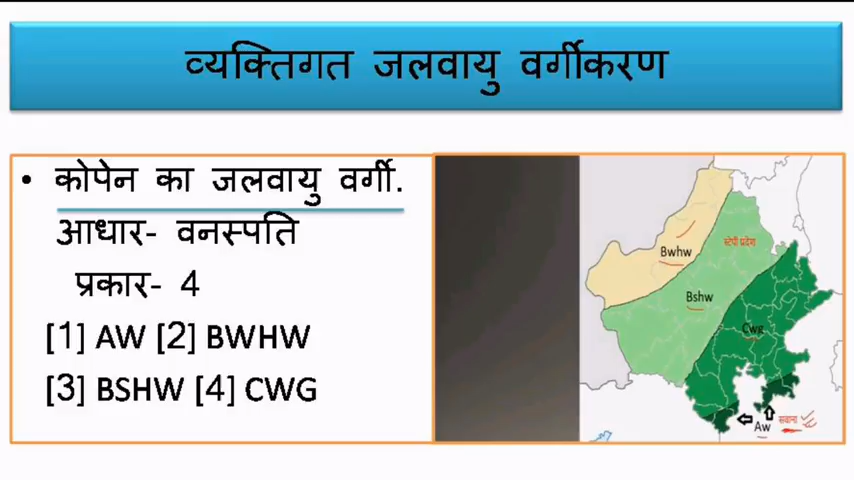 व्यक्तिगत जलवायु वर्गीकरण
• कोपेन का जलवायु वर्गी.
आधार- वनस्पति
प्रकार- 4
[1] AW [2] BWHW
[3] BSHW [4] CWG
Bwhw
स्टेपी प्रदेश
Bshw
Cwg
Aw
सवाना